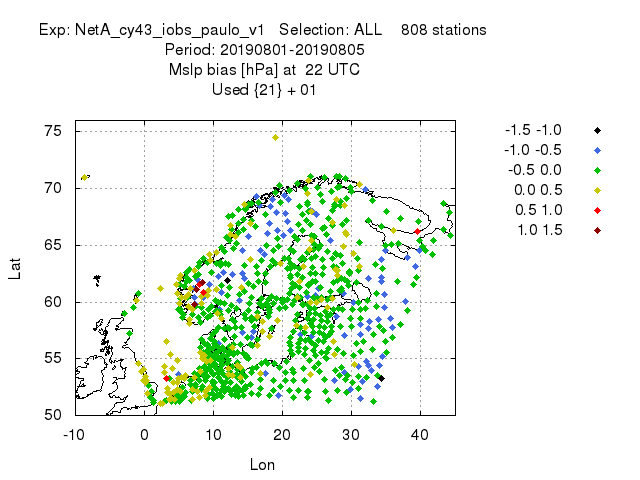 Exp: NetA_cy43_iobs_paulo_v1   Selection: ALL    808 stations
Period: 20190801-20190805
Mslp bias [hPa] at  22 UTC
Used {21} + 01
-1.5 -1.0
-1.0 -0.5
-0.5 0.0
0.0 0.5
0.5 1.0
1.0 1.5
75
70
65
60
55
50
Lat
-10 0 10 20 30 40
Lon